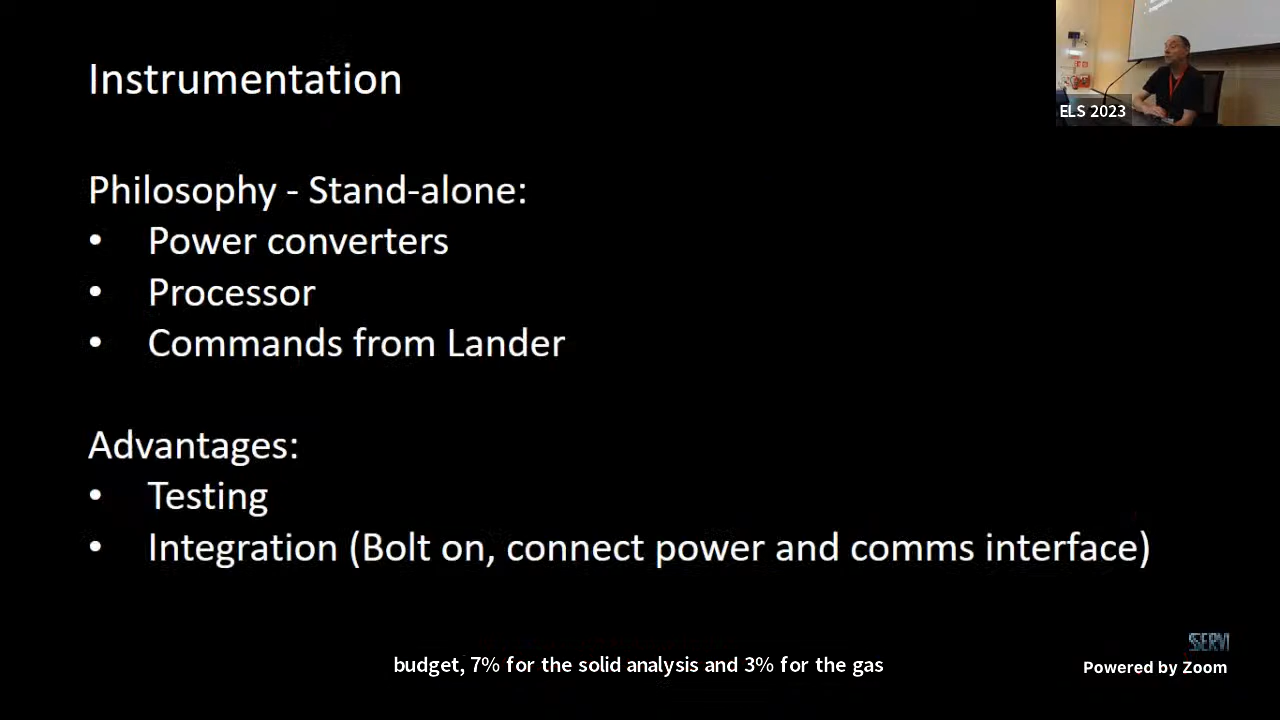 Instrumentation
ELS 2023
Philosophy - Stand-alone:
• Power converters
• Processor
• Commands from Lander
Advantages:
• Testing
• Integration (Bolt on, connect power and comms interface)
budget, 7% for the solid analysis and 3% for the gas
SERVI
Powered by Zoom